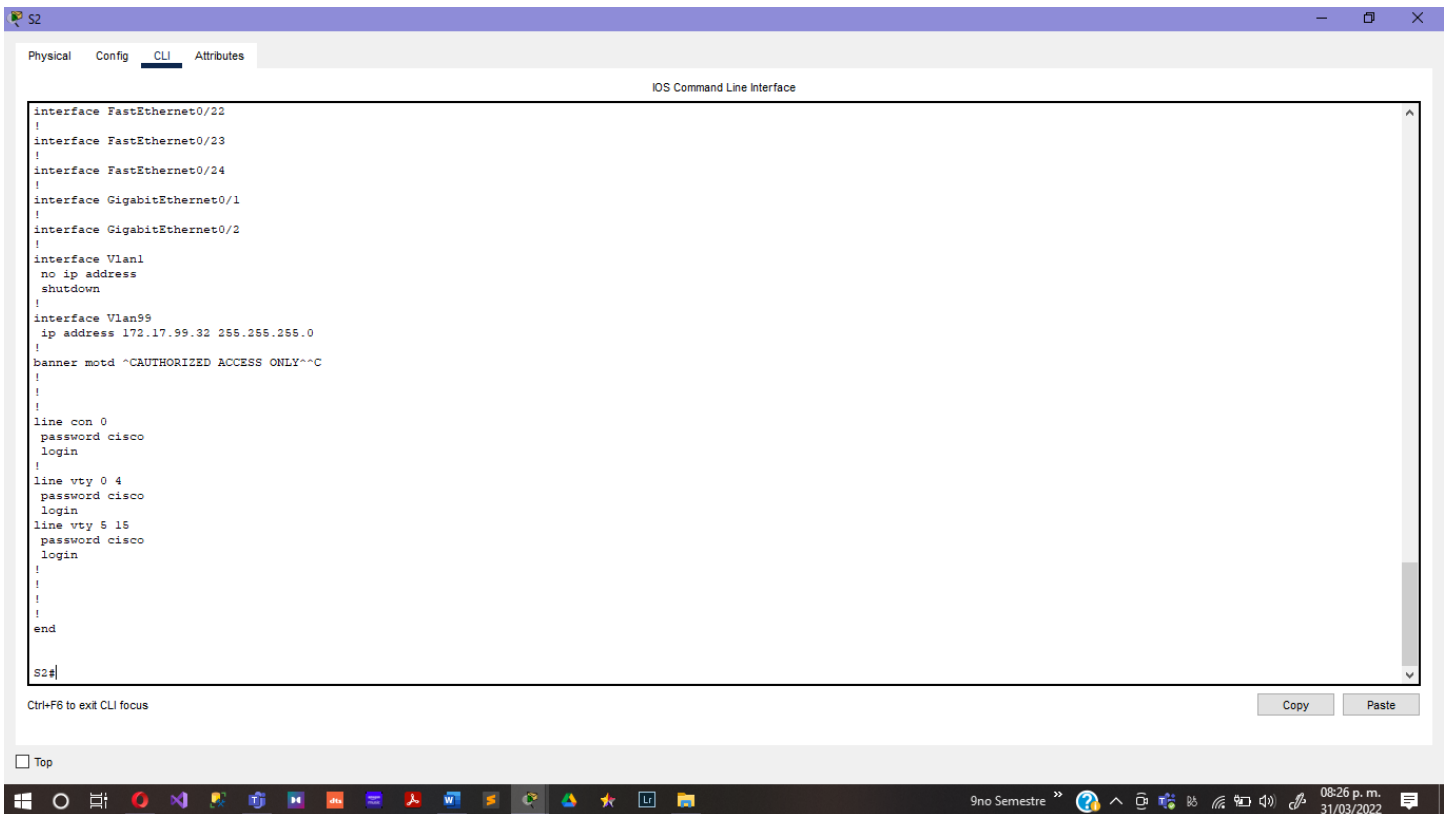 S2
Physical Config CLI Attributes
IOS Command Line Interface
interface FastEthernet0/22
!
interface FastEthernet0/23
!
interface FastEthernet0/24
!
interface GigabitEthernet0/1
!
interface GigabitEthernet0/2
!
interface Vlan1
no ip address
shutdown
!
interface Vlan99
ip address 172.17.99.32 255.255.255.0
!
banner motd ^CAUTHORIZED ACCESS ONLY^^C
!
!
!
line con 0
password cisco
login
!
line vty 0 4
password cisco
login
line vty 5 15
password cisco
login
!
!
!
!
end
S2#
Ctrl+F6 to exit CLI focus
Copy Paste
Top
9no Semestre
08:26 p. m.
31/03/2022